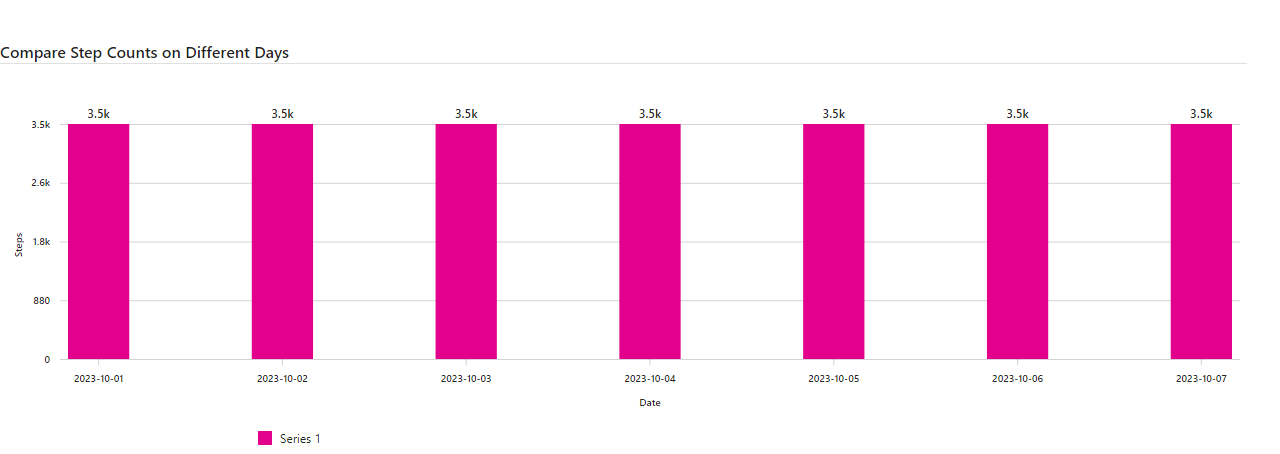 Compare Step Counts on Different Days
3.5k 3.5k 3.5k 3.5k 3.5k 3.5k 3.5k
3.5k
2.6k
1.8k
880
0
Steps
2023-10-01 2023-10-02 2023-10-03 2023-10-04 2023-10-05 2023-10-06 2023-10-07
Date
Series 1